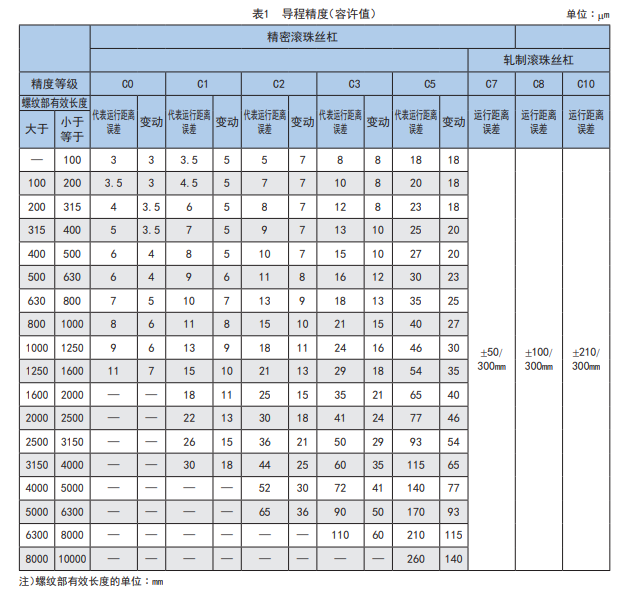 表1 导程精度(容许值) 单位：μm
精密滚珠丝杠
轧制滚珠丝杠
精度等级 C0 C1 C2 C3 C5 C7 C8 C10
螺纹部有效长度 代表运行距离误差 变动 代表运行距离误差 变动 代表运行距离误差 变动 代表运行距离误差 变动 代表运行距离误差 变动 运行距离误差 运行距离误差 运行距离误差
大于 小于等于
— 100 3 3 3.5 5 5 7 8 8 18 18
100 200 3.5 3 4.5 5 7 7 10 8 20 18
200 315 4 3.5 6 5 8 7 12 8 23 18
315 400 5 3.5 7 5 9 7 13 10 25 20
400 500 6 4 8 5 10 7 15 10 27 20
500 630 6 4 9 6 11 8 16 12 30 23
630 800 7 5 10 7 13 9 18 13 35 25
800 1000 8 6 11 8 15 10 21 15 40 27
1000 1250 9 6 13 9 18 11 24 16 46 30
1250 1600 11 7 15 10 21 13 29 18 54 35
±50/300mm ±100/300mm ±210/300mm
1600 2000 — — 18 11 25 15 35 21 65 40
2000 2500 — — 22 13 30 18 41 24 77 46
2500 3150 — — 26 15 36 21 50 29 93 54
3150 4000 — — 30 18 44 25 60 35 115 65
4000 5000 — — — — 52 30 72 41 140 77
5000 6300 — — — — 65 36 90 50 170 93
6300 8000 — — — — — — 110 60 210 115
8000 10000 — — — — — — — — 260 140
注)螺纹部有效长度的单位：mm